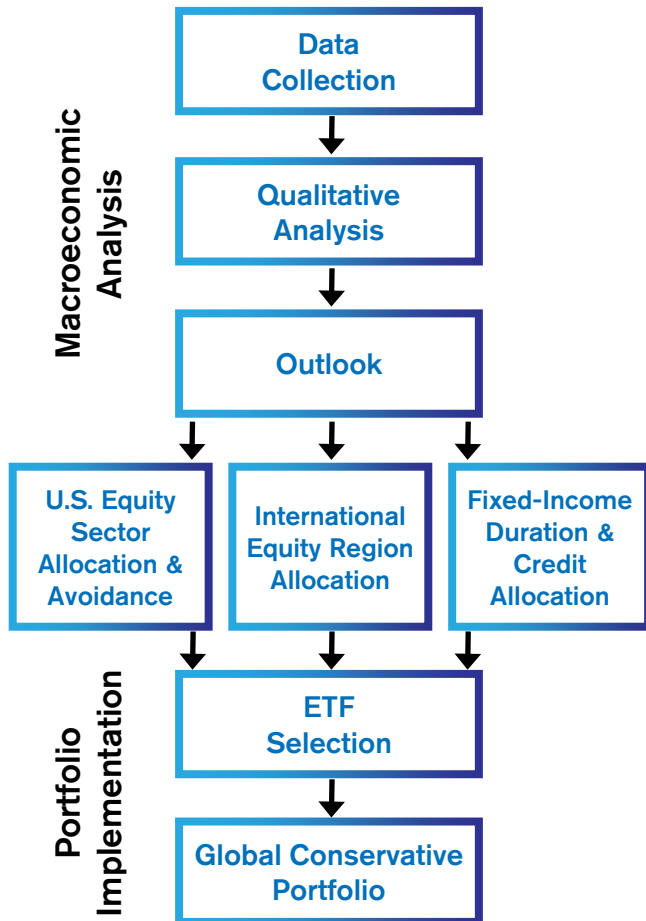 Macroeconomic
Analysis
Data
Collection
Qualitative
Analysis
Outlook
U.S. Equity
Sector
Allocation &
Avoidance
International
Equity Region
Allocation
Fixed-Income
Duration &
Credit
Allocation
Portfolio
Implementation
ETF
Selection
Global Conservative
Portfolio